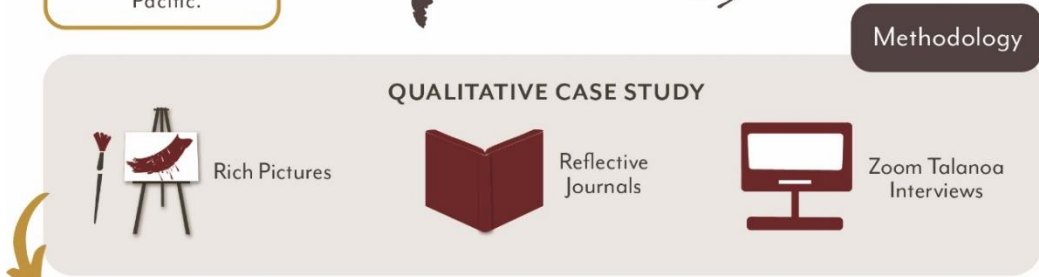 Pacific.
Methodology
QUALITATIVE CASE STUDY
Rich Pictures
Reflective
Journals
Zoom Talanoa
Interviews